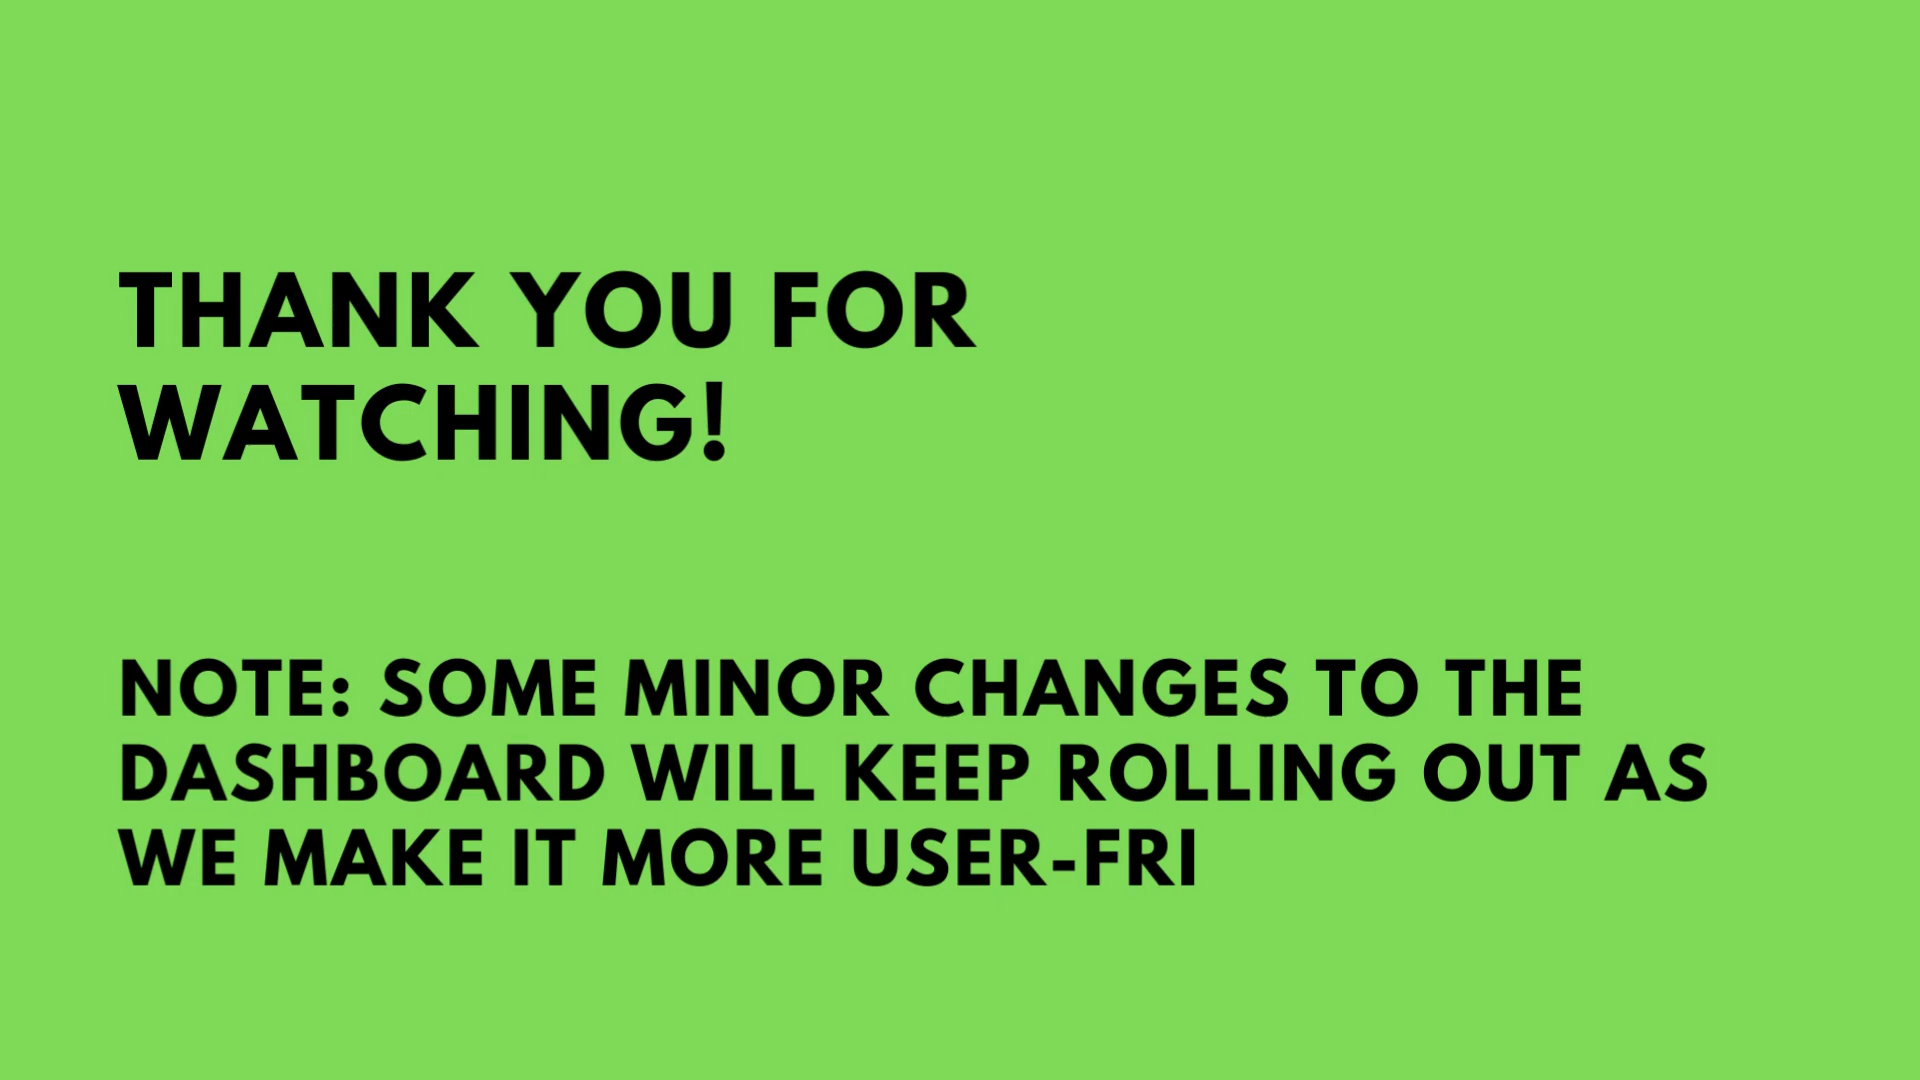 THANK YOU FOR
WATCHING!
NOTE: SOME MINOR CHANGES TO THE
DASHBOARD WILL KEEP ROLLING OUT AS
WE MAKE IT MORE USER-FRI